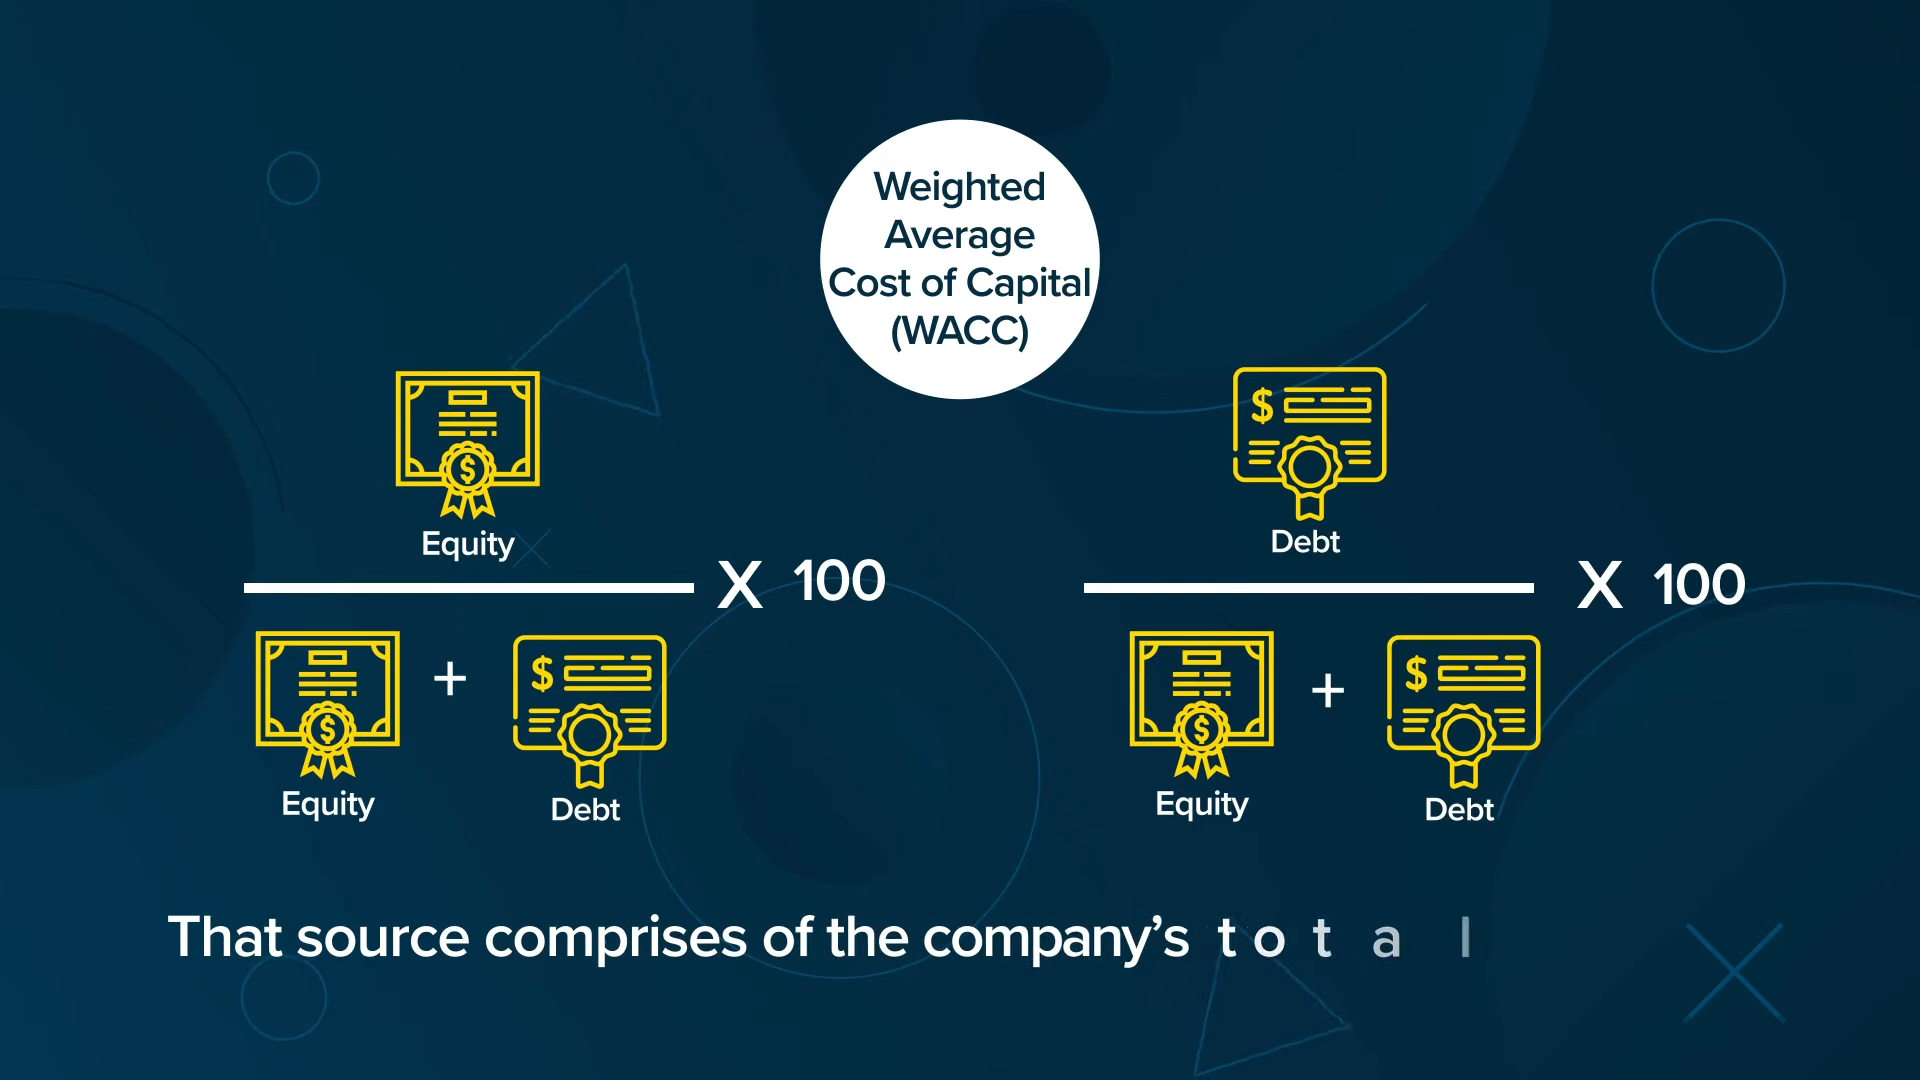 Weighted
Average
Cost of Capital
(WACC)
$
Equity
X 100
$
Equity
+
$
Debt
$
Debt
X 100
$
Equity
+
$
Debt
That source comprises of the company’s total